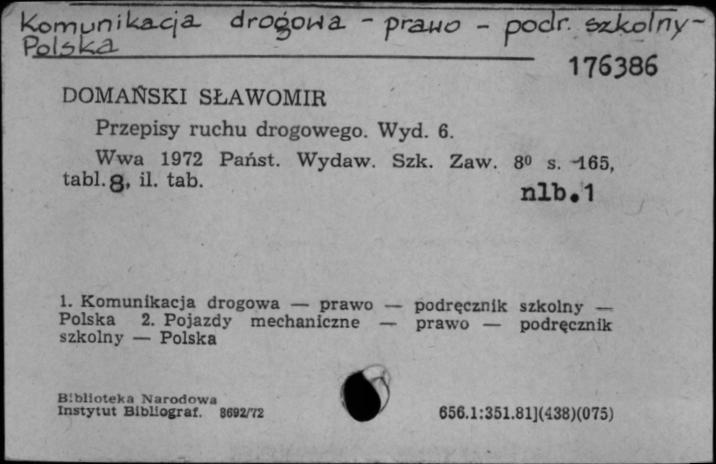 Komunikacja drogowa - prawo - podr. szkolny -
Polska
176386
DOMAŃSKI SŁAWOMIR
Przepisy ruchu drogowego. Wyd. 6.
Wwa 1972 Państ. Wydaw. Szk. Zaw. 8⁰ s. 165,
tabl. 8, il. tab.
nlb.1
1. Komunikacja drogowa — prawo — podręcznik szkolny —
Polska 2. Pojazdy mechaniczne — prawo — podręcznik
szkolny — Polska
Biblioteka Narodowa
Instytut Bibliograf. 8692/72
656.1:351.81](438)(075)